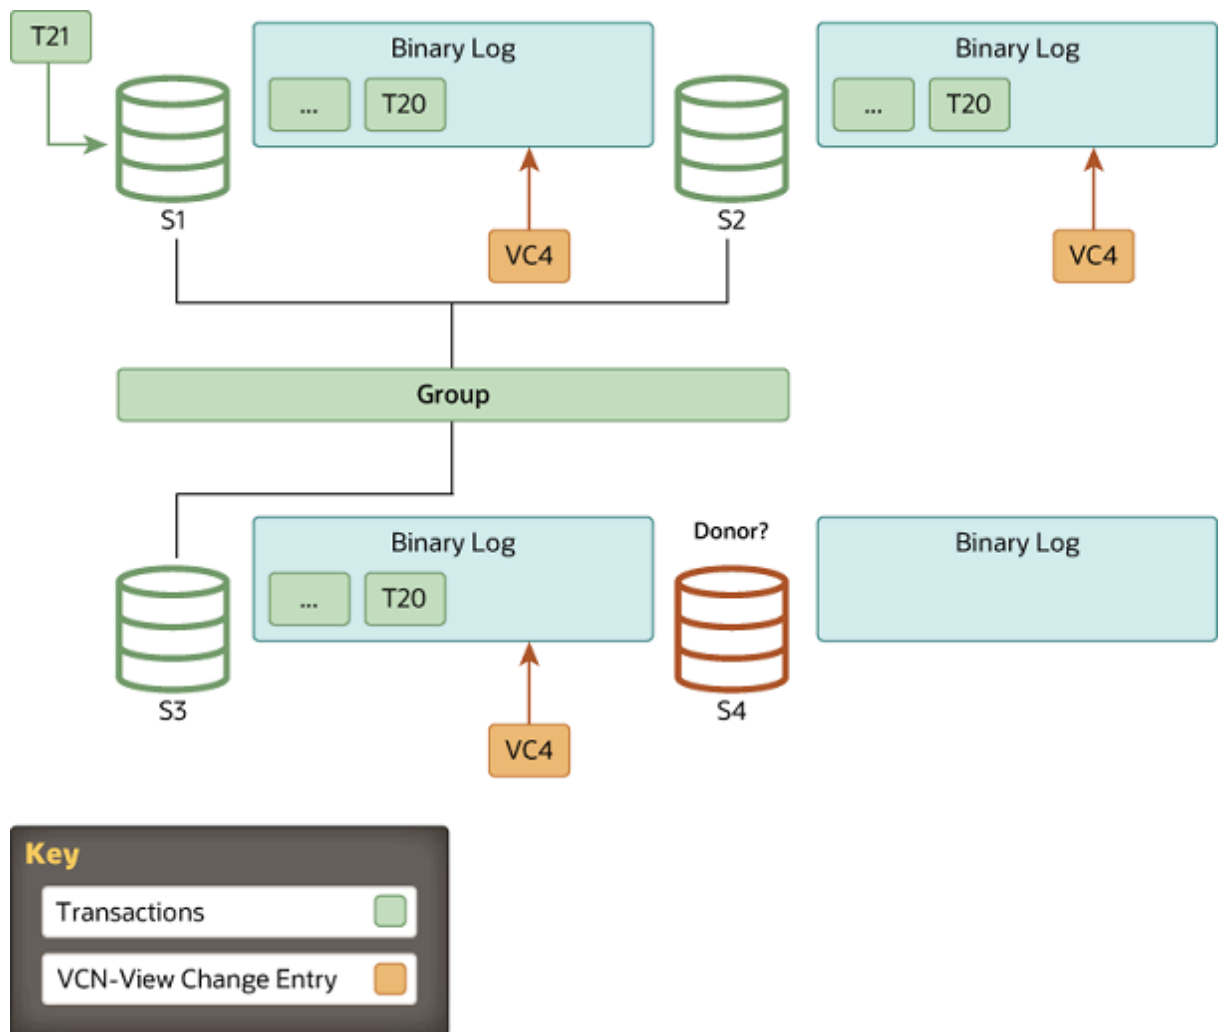 T21
Binary Log
... T20
S1
VC4
Binary Log
... T20
S2
VC4
Group
Binary Log
... T20
S3
VC4
Donor?
S4
Binary Log
Key
Transactions
VCN-View Change Entry